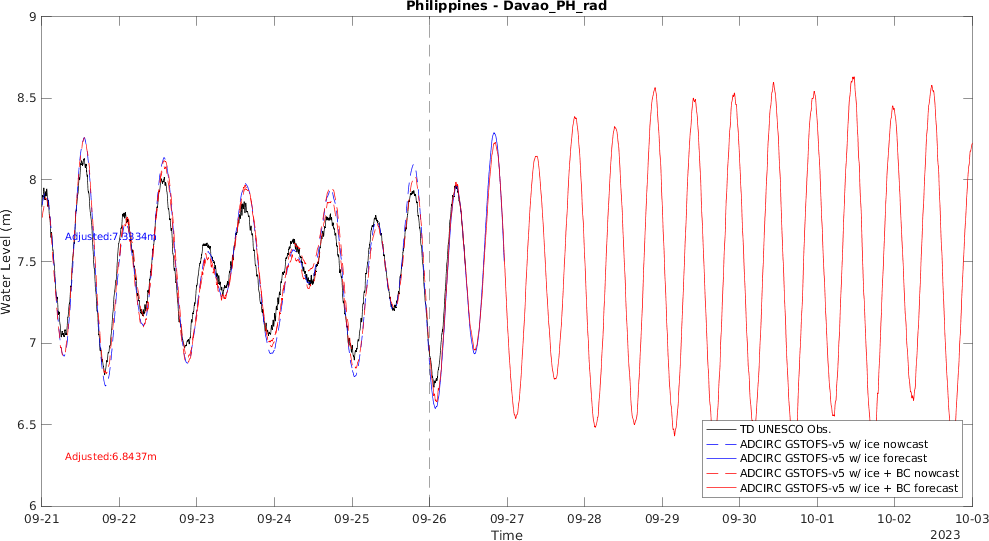 Philippines - Davao_PH_rad
Water Level (m)
9
8.5
8
7.5
7
6.5
6
Adjusted:7.3334m
Adjusted:6.8437m
TD UNESCO Obs.
ADCIRC GSTOFS-v5 w/ ice nowcast
ADCIRC GSTOFS-v5 w/ ice forecast
ADCIRC GSTOFS-v5 w/ ice + BC nowcast
ADCIRC GSTOFS-v5 w/ ice + BC forecast
09-21 09-22 09-23 09-24 09-25 09-26 09-27 09-28 09-29 09-30 10-01 10-02 10-03
Time
2023